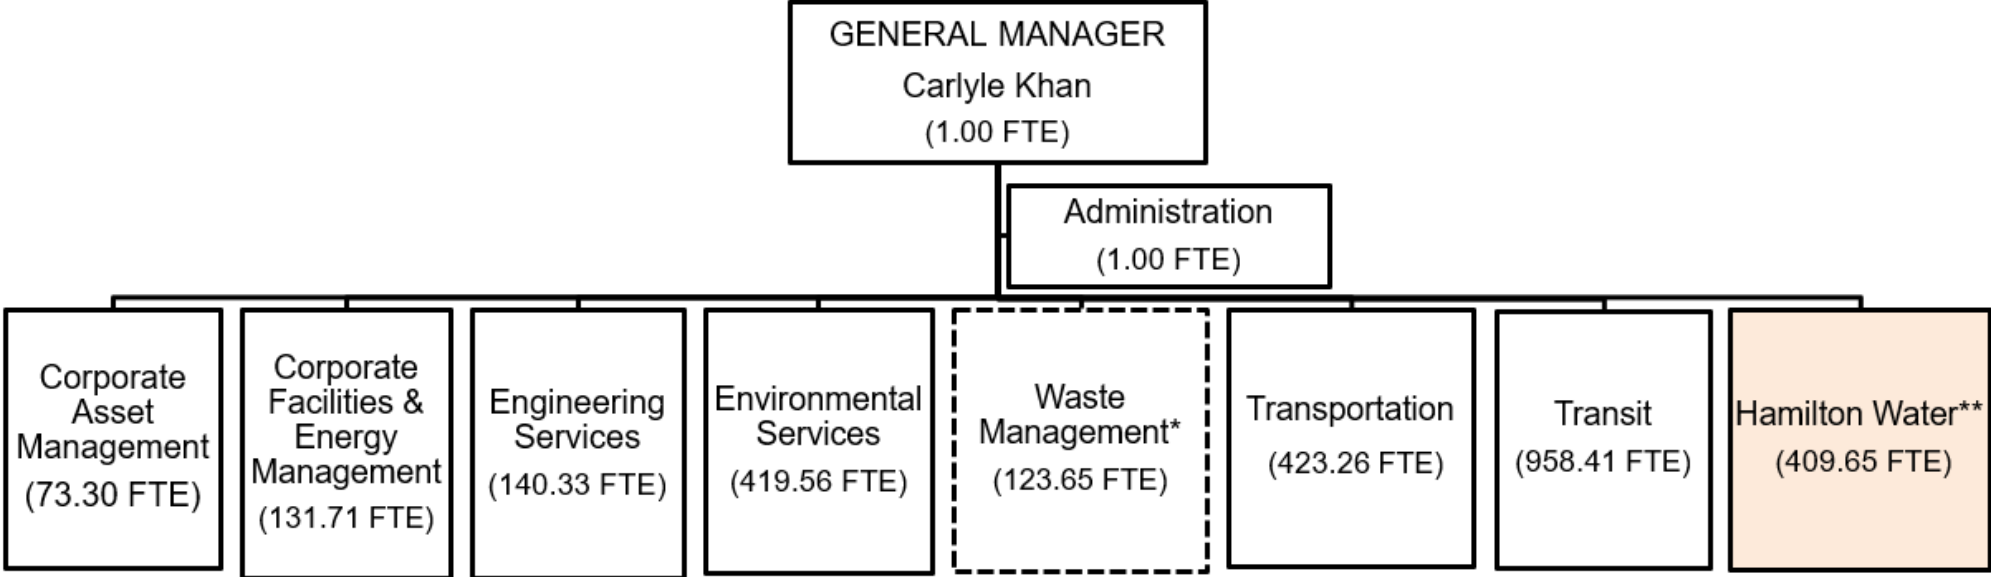 GENERAL MANAGER
Carlyle Khan
(1.00 FTE)
Administration
(1.00 FTE)
Corporate
Asset
Management
(73.30 FTE)
Corporate
Facilities &
Energy
Management
(131.71 FTE)
Engineering
Services
(140.33 FTE)
Environmental
Services
(419.56 FTE)
Waste
Management*
(123.65 FTE)
Transportation
(423.26 FTE)
Transit
(958.41 FTE)
Hamilton Water**
(409.65 FTE)